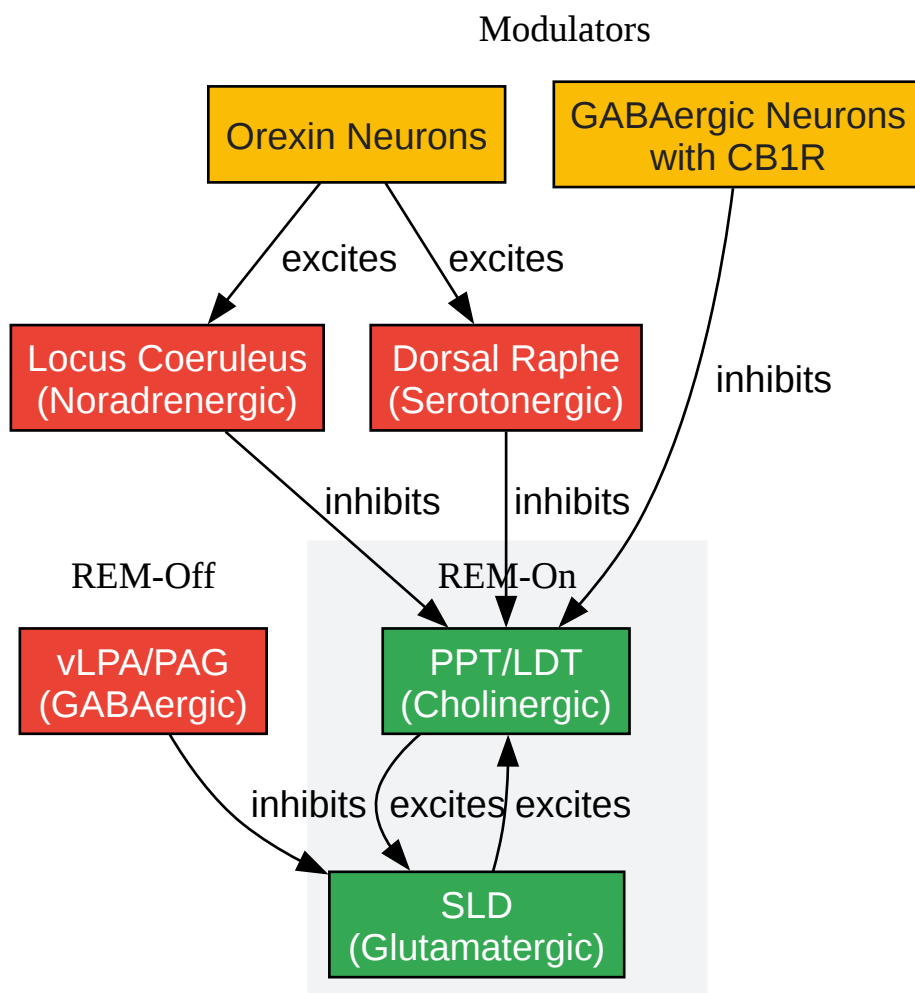 Modulators
Orexin Neurons
GABAergic Neurons
with CB1R
excites
excites
Locus Coeruleus
(Noradrenergic)
Dorsal Raphe
(Serotonergic)
inhibits
inhibits
inhibits
REM-Off
REM-On
vLPA/PAG
(GABAergic)
PPT/LDT
(Cholinergic)
inhibits
excites
excites
SLD
(Glutamatergic)